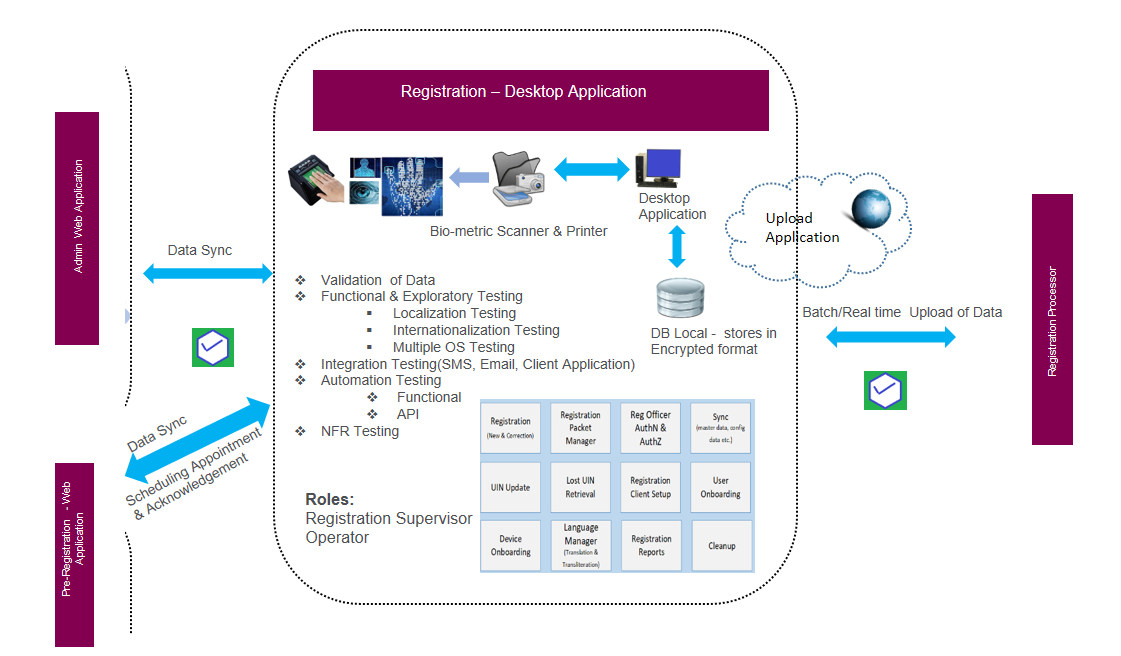 Registration – Desktop Application
Admin Web Application
Data Sync
Bio-metric Scanner & Printer
Desktop
Application
Upload
Application
Registration Processor
❖ Validation  of Data
❖ Functional & Exploratory Testing
▪ Localization Testing
▪ Internationalization Testing
▪ Multiple OS Testing
❖ Integration Testing(SMS, Email, Client Application)
❖ Automation Testing
❖ Functional
❖ API
❖ NFR Testing
DB Local -  stores in
Encrypted format
Batch/Real time  Upload of Data
Data Sync
Scheduling Appointment
& Acknowledgement
Pre-Registration  - Web
Application
Roles:
Registration Supervisor
Operator
Registration
(New & Correction)
Registration
Packet
Manager
Reg Officer
AuthN &
AuthZ
Sync
(master data, config
data etc.)
UIN Update
Lost UIN
Retrieval
Registration
Client Setup
User
Onboarding
Device
Onboarding
Language
Manager
(Translation &
Transliteration)
Registration
Reports
Cleanup